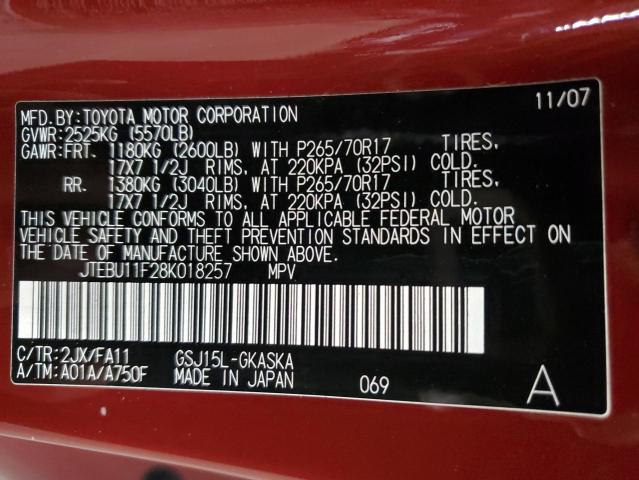 11/07
MFD.BY:TOYOTA MOTOR CORPORATION
GVWR:2525KG (5570LB)
GAWR:FRT. 1180KG (2600LB) WITH P265/70R17 TIRES,
17X7 1/2J RIMS, AT 220KPA (32PSI) COLD.
RR. 1380KG (3040LB) WITH P265/70R17 TIRES,
17X7 1/2J RIMS, AT 220KPA (32PSI) COLD.
THIS VEHICLE CONFORMS TO ALL APPLICABLE FEDERAL MOTOR
VEHICLE SAFETY AND THEFT PREVENTION STANDARDS IN EFFECT ON
THE DATE OF MANUFACTURE SHOWN ABOVE.
JTEBU11F28K018257 MPV
C/TR:2JX/FA11 GSJ15L-GKASKA
A/TM:A01A/A750F MADE IN JAPAN 069 A